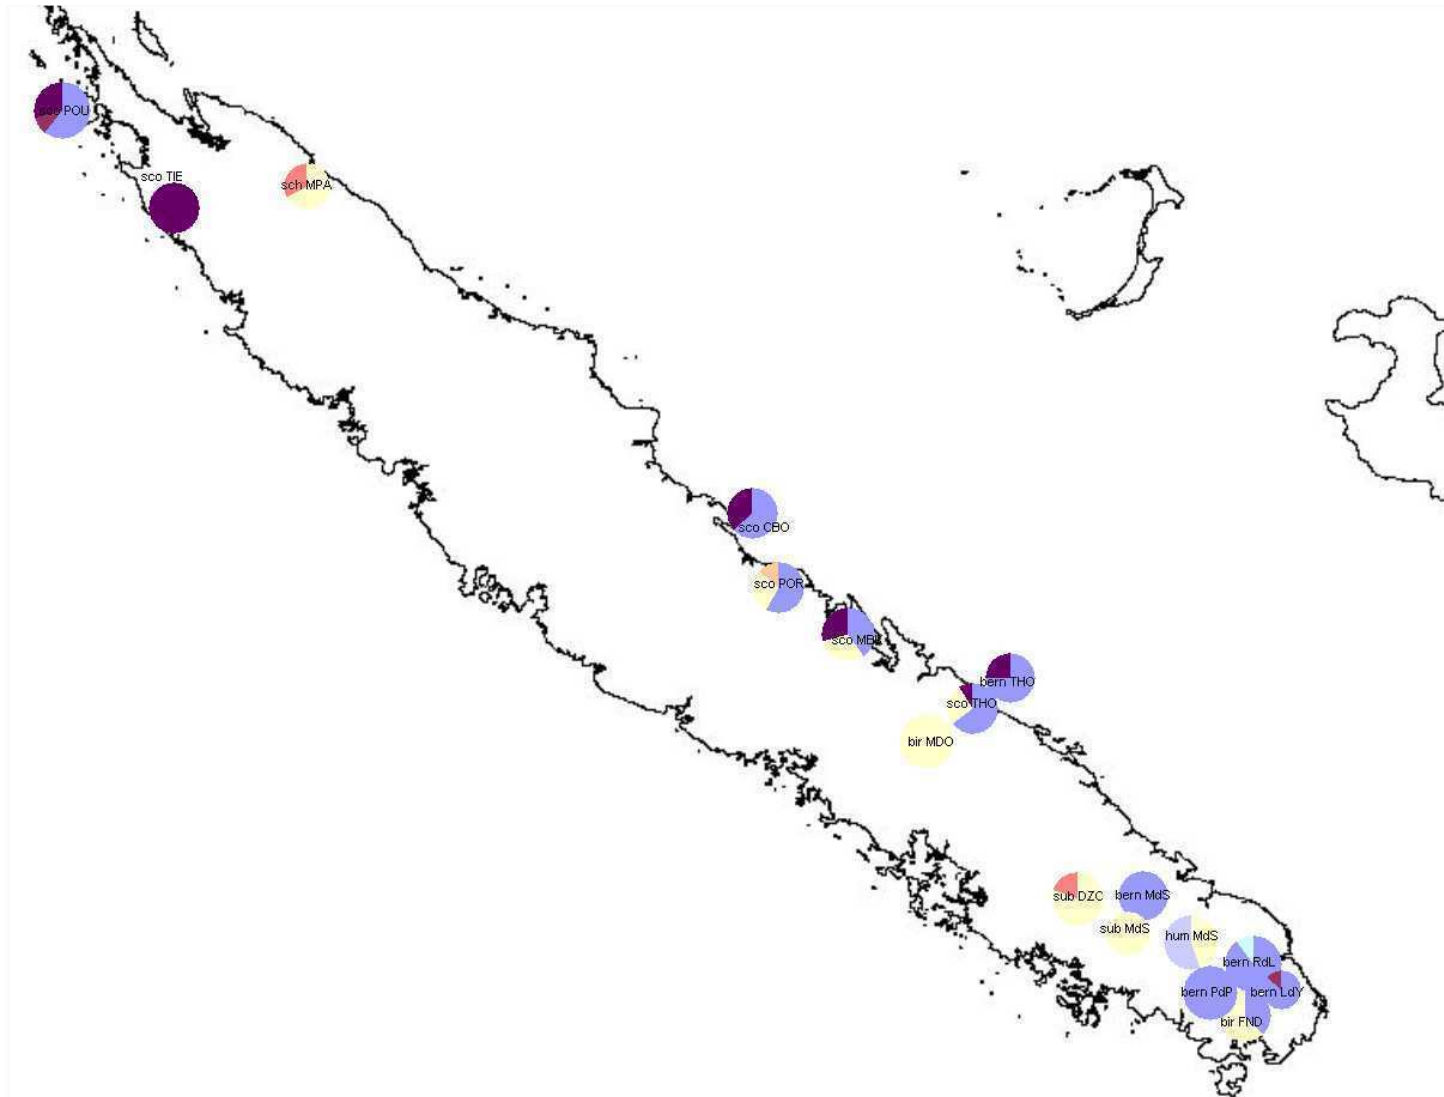 sco POU
sco TIE
sch MPA
sco CBO
sco POR
bern THO
sco THO
bir MDO
sub DZC
bern MdS
sub MdS
hum MdS
bern RdL
bern PdP
bern LdY
bir FND